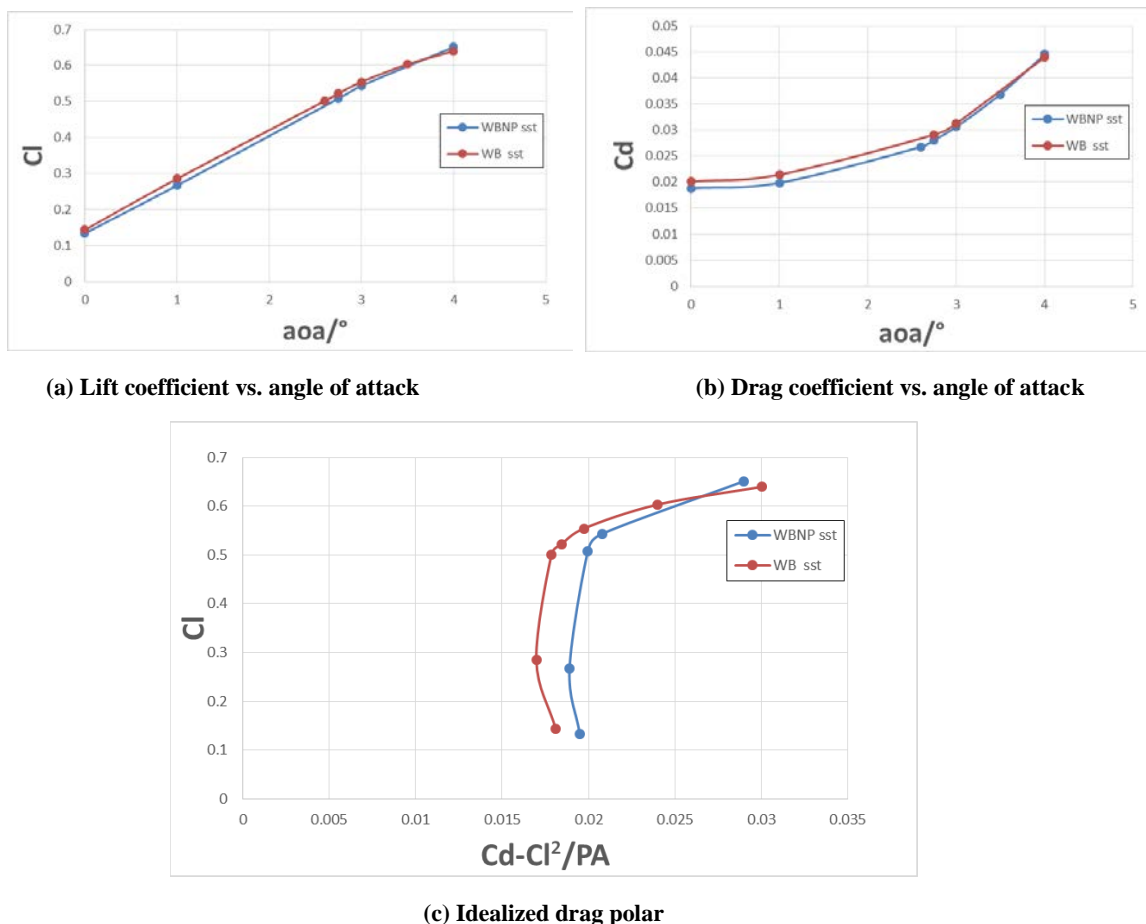 0.7
0.6
0.5
0.4
0.3
0.2
0.1
0
Cl
0 1 2 3 4 5
aoa/°
WBNP sst
WB sst
0.05
0.045
0.04
0.035
0.03
0.025
0.02
0.015
0.01
0.005
0
Cd
0 1 2 3 4 5
aoa/°
WBNP sst
WB sst
(a) Lift coefficient vs. angle of attack
(b) Drag coefficient vs. angle of attack
0.7
0.6
0.5
0.4
0.3
0.2
0.1
0
Cl
0 0.005 0.01 0.015 0.02 0.025 0.03 0.035
Cd-Cl²/PA
WBNP sst
WB sst
(c) Idealized drag polar